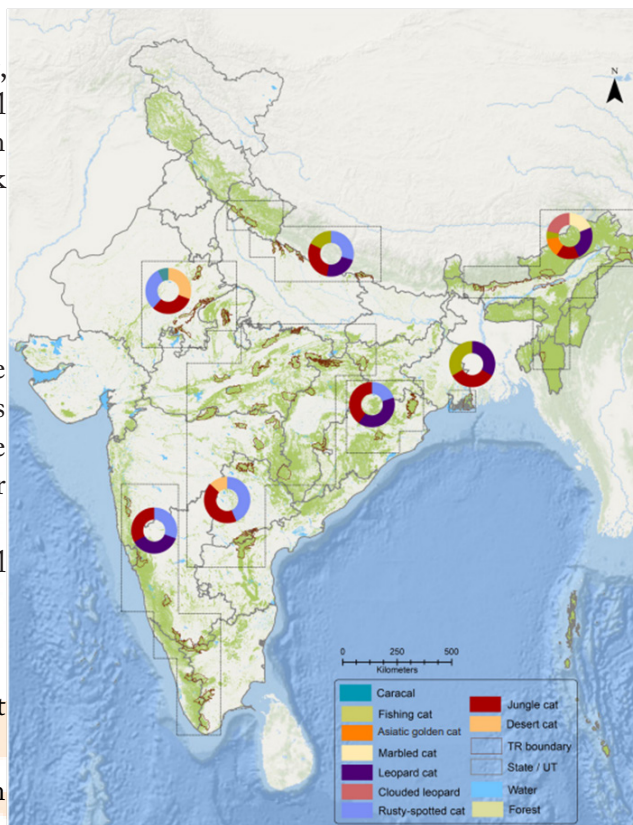 N
0 250 500
Kilometers
Caracal
Fishing cat
Asiatic golden cat
Marbled cat
Leopard cat
Clouded leopard
Rusty-spotted cat
Jungle cat
Desert cat
TR boundary
State / UT
Water
Forest